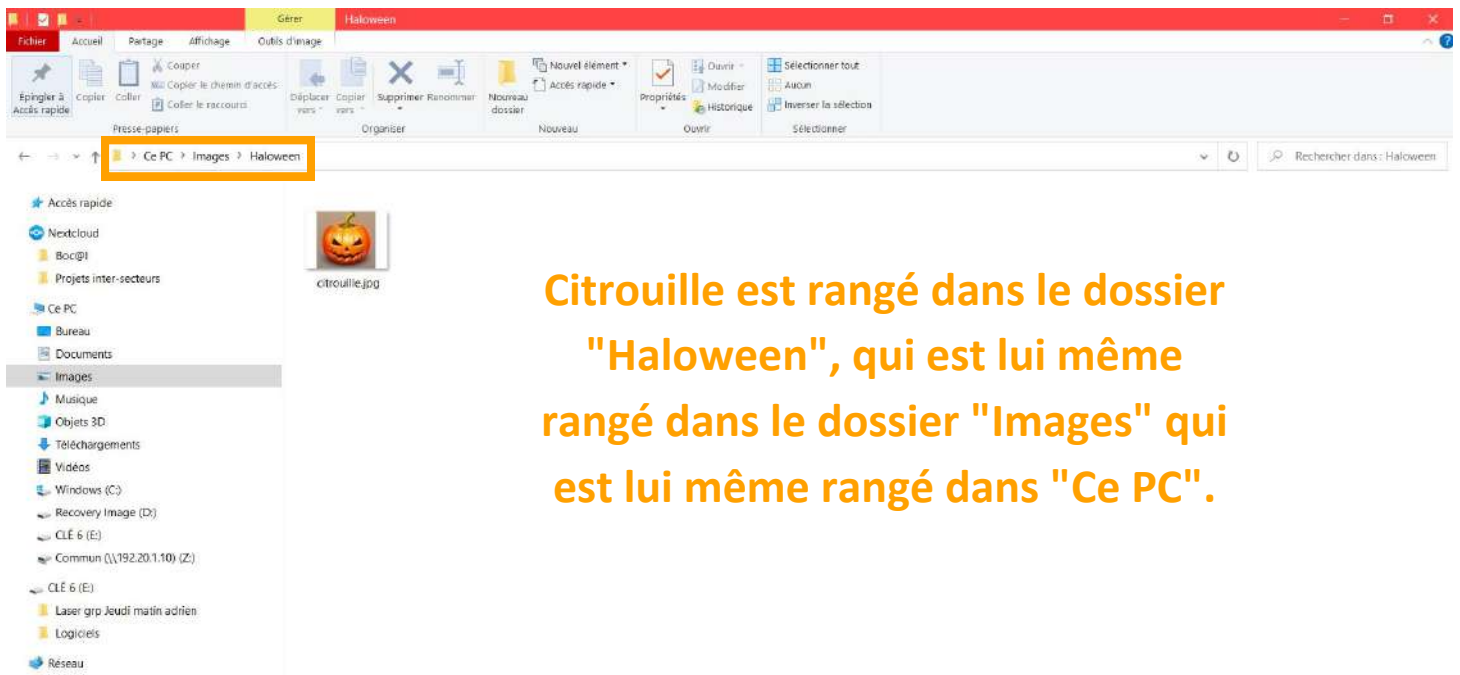 Gérer
Haloween
Fichier
Accueil
Partage
Affichage
Outils d'image
Épingler à
Accès rapide
Copier
Coller
Couper
Copier le chemin d'accès
Coller le raccourci
Presse-papiers
Déplacer
vers
Copier
vers
Supprimer
Renommer
Organiser
Nouveau
dossier
Nouvel élément
Accès rapide
Nouveau
Propriétés
Ouvrir
Modifier
Historique
Ouvrir
Sélectionner tout
Aucun
Inverser la sélection
Sélectionner
Ce PC > Images > Haloween
Rechercher dans : Haloween
Accès rapide
Nextcloud
Boc@l
Projets inter-secteurs
Ce PC
Bureau
Documents
Images
Musique
Objets 3D
Téléchargements
Vidéos
Windows (C:)
Recovery Image (D:)
CLÉ 6 (E:)
Commun (\\192.20.1.10) (Z:)
CLÉ 6 (E:)
Laser grp Jeudi matin adrien
Logiciels
Réseau
citrouille.jpg
Citrouille est rangé dans le dossier
"Haloween", qui est lui même
rangé dans le dossier "Images" qui
est lui même rangé dans "Ce PC".